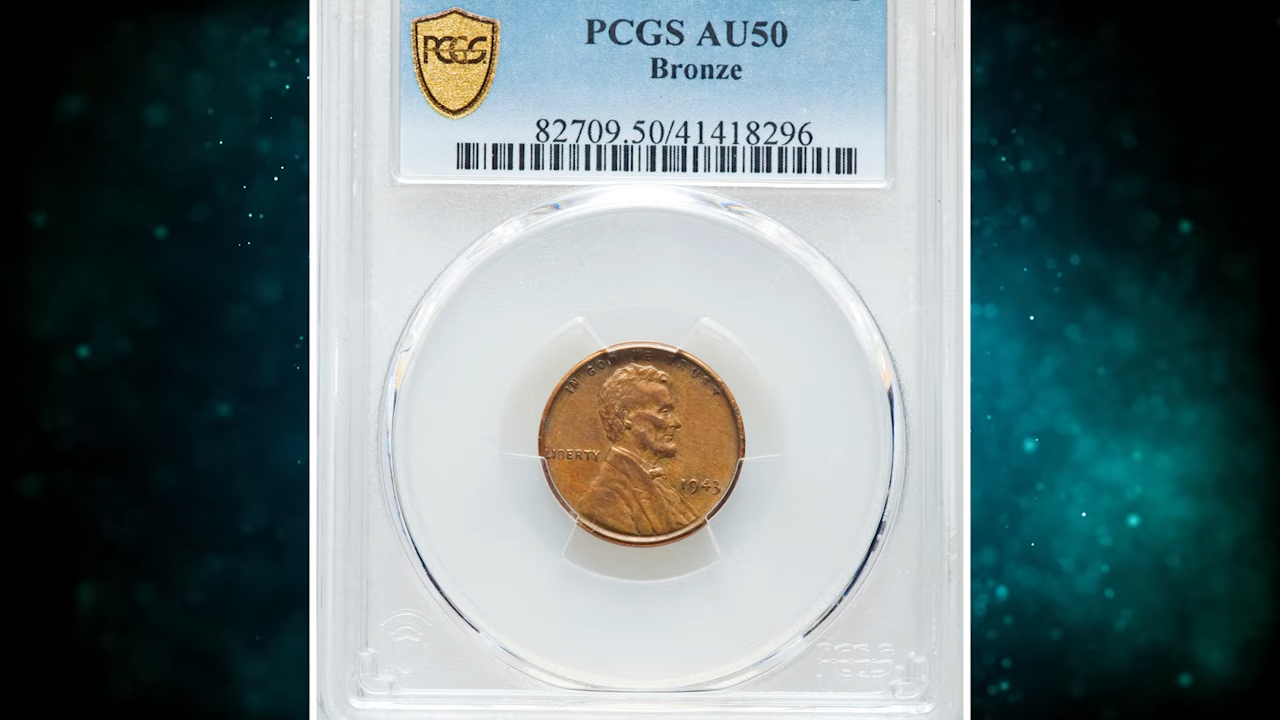 PCGS
PCGS AU50
Bronze
82709.50/41418296
IN GOD WE TRUST
LIBERTY
1943